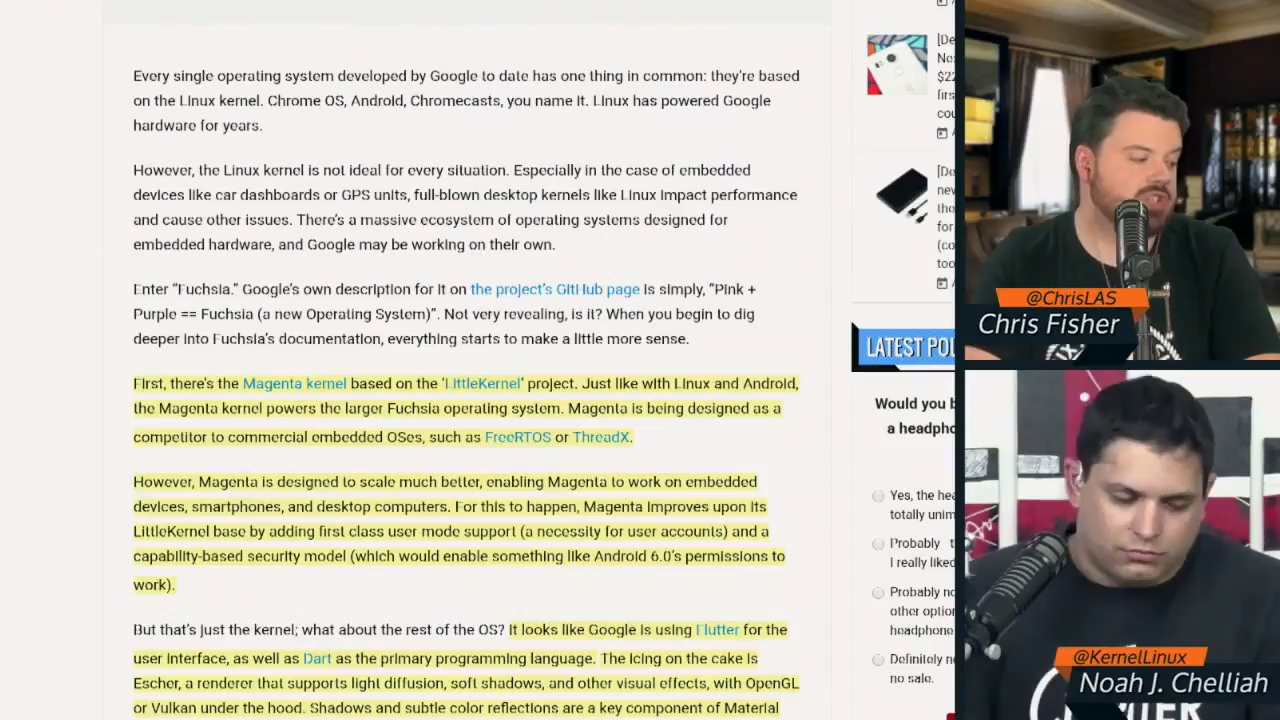 Every single operating system developed by Google to date has one thing in common: they're based
on the Linux kernel. Chrome OS, Android, Chromecasts, you name it. Linux has powered Google
hardware for years.
However, the Linux kernel is not ideal for every situation. Especially in the case of embedded
devices like car dashboards or GPS units, full-blown desktop kernels like Linux impact performance
and cause other issues. There's a massive ecosystem of operating systems designed for
embedded hardware, and Google may be working on their own.
Enter “Fuchsia.” Google's own description for it on the project's GitHub page is simply, “Pink +
Purple == Fuchsia (a new Operating System)”. Not very revealing, is it? When you begin to dig
deeper into Fuchsia's documentation, everything starts to make a little more sense.
First, there's the Magenta kernel based on the ‘LittleKernel’ project. Just like with Linux and Android,
the Magenta kernel powers the larger Fuchsia operating system. Magenta is being designed as a
competitor to commercial embedded OSes, such as FreeRTOS or ThreadX.
However, Magenta is designed to scale much better, enabling Magenta to work on embedded
devices, smartphones, and desktop computers. For this to happen, Magenta improves upon its
LittleKernel base by adding first class user mode support (a necessity for user accounts) and a
capability-based security model (which would enable something like Android 6.0's permissions to
work).
But that's just the kernel; what about the rest of the OS? It looks like Google is using Flutter for the
user interface, as well as Dart as the primary programming language. The icing on the cake is
Escher, a renderer that supports light diffusion, soft shadows, and other visual effects, with OpenGL
or Vulkan under the hood. Shadows and subtle color reflections are a key component of Material
[De
Ne
$22
firs
cou
[De
new
the
for
(co
too
LATEST POL
Would you b
a headpho
Yes, the hea
totally unim
Probably t
I really liked
Probably no
other option
headphone
Definitely n
no sale.
@ChrisLAS
Chris Fisher
@KernelLinux
Noah J. Chelliah